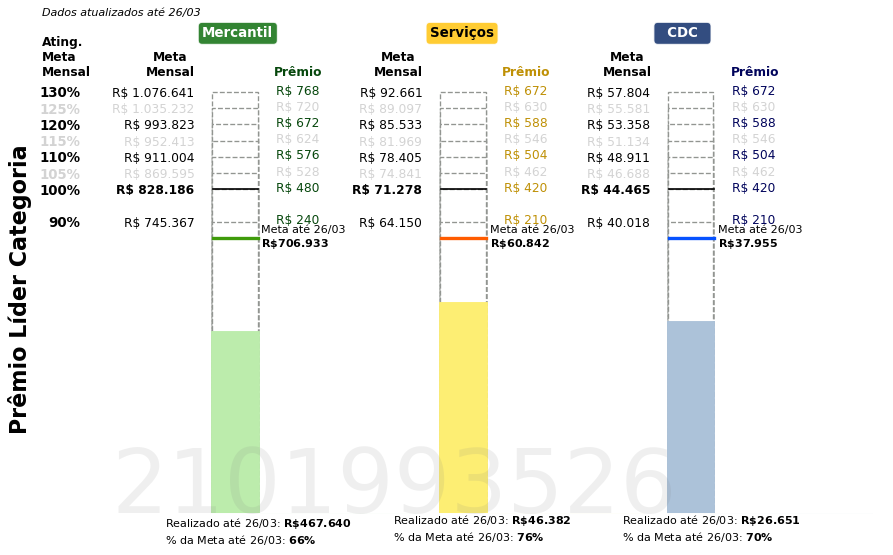 Dados atualizados até 26/03
Mercantil Serviços CDC
Ating. Meta Mensal
Meta Mensal Prêmio Meta Mensal Prêmio Meta Mensal Prêmio
130% R$ 1.076.641 R$ 768 R$ 92.661 R$ 672 R$ 57.804 R$ 672
125% R$ 1.035.232 R$ 720 R$ 89.097 R$ 630 R$ 55.581 R$ 630
120% R$ 993.823 R$ 672 R$ 85.533 R$ 588 R$ 53.358 R$ 588
115% R$ 952.413 R$ 624 R$ 81.969 R$ 546 R$ 51.134 R$ 546
110% R$ 911.004 R$ 576 R$ 78.405 R$ 504 R$ 48.911 R$ 504
105% R$ 869.595 R$ 528 R$ 74.841 R$ 462 R$ 46.688 R$ 462
100% R$ 828.186 R$ 480 R$ 71.278 R$ 420 R$ 44.465 R$ 420
90% R$ 745.367 R$ 240 R$ 64.150 R$ 210 R$ 40.018 R$ 210
Meta até 26/03 Meta até 26/03 Meta até 26/03
R$706.933 R$60.842 R$37.955
Prêmio Líder Categoria
2101993526
Realizado até 26/03: R$467.640 Realizado até 26/03: R$46.382 Realizado até 26/03: R$26.651
% da Meta até 26/03: 66% % da Meta até 26/03: 76% % da Meta até 26/03: 70%